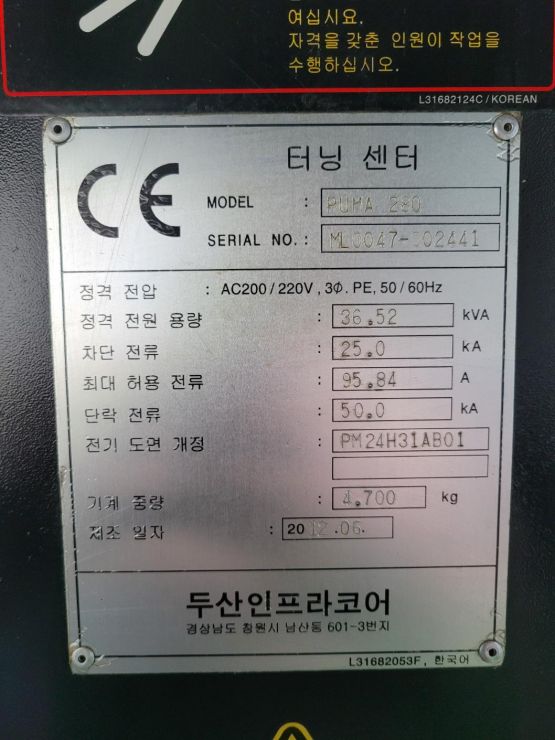 여십시요.
자격을 갖춘 인원이 작업을
수행하십시오.
L31682124C / KOREAN
CE
터닝 센터
MODEL : PUMA 280
SERIAL NO. : ML0047-002441
정격 전압 : AC200 / 220V , 3Φ. PE, 50 / 60Hz
정격 전원 용량 : 36.52 kVA
차단 전류 : 25.0 kA
최대 허용 전류 : 95.84 A
단락 전류 : 50.0 kA
전기 도면 개정 : PM24H31AB01
기계 중량 : 4.700 kg
제조 일자 : 2012.06.
두산인프라코어
경상남도 창원시 남산동 601-3번지
L31682053F , 한국어